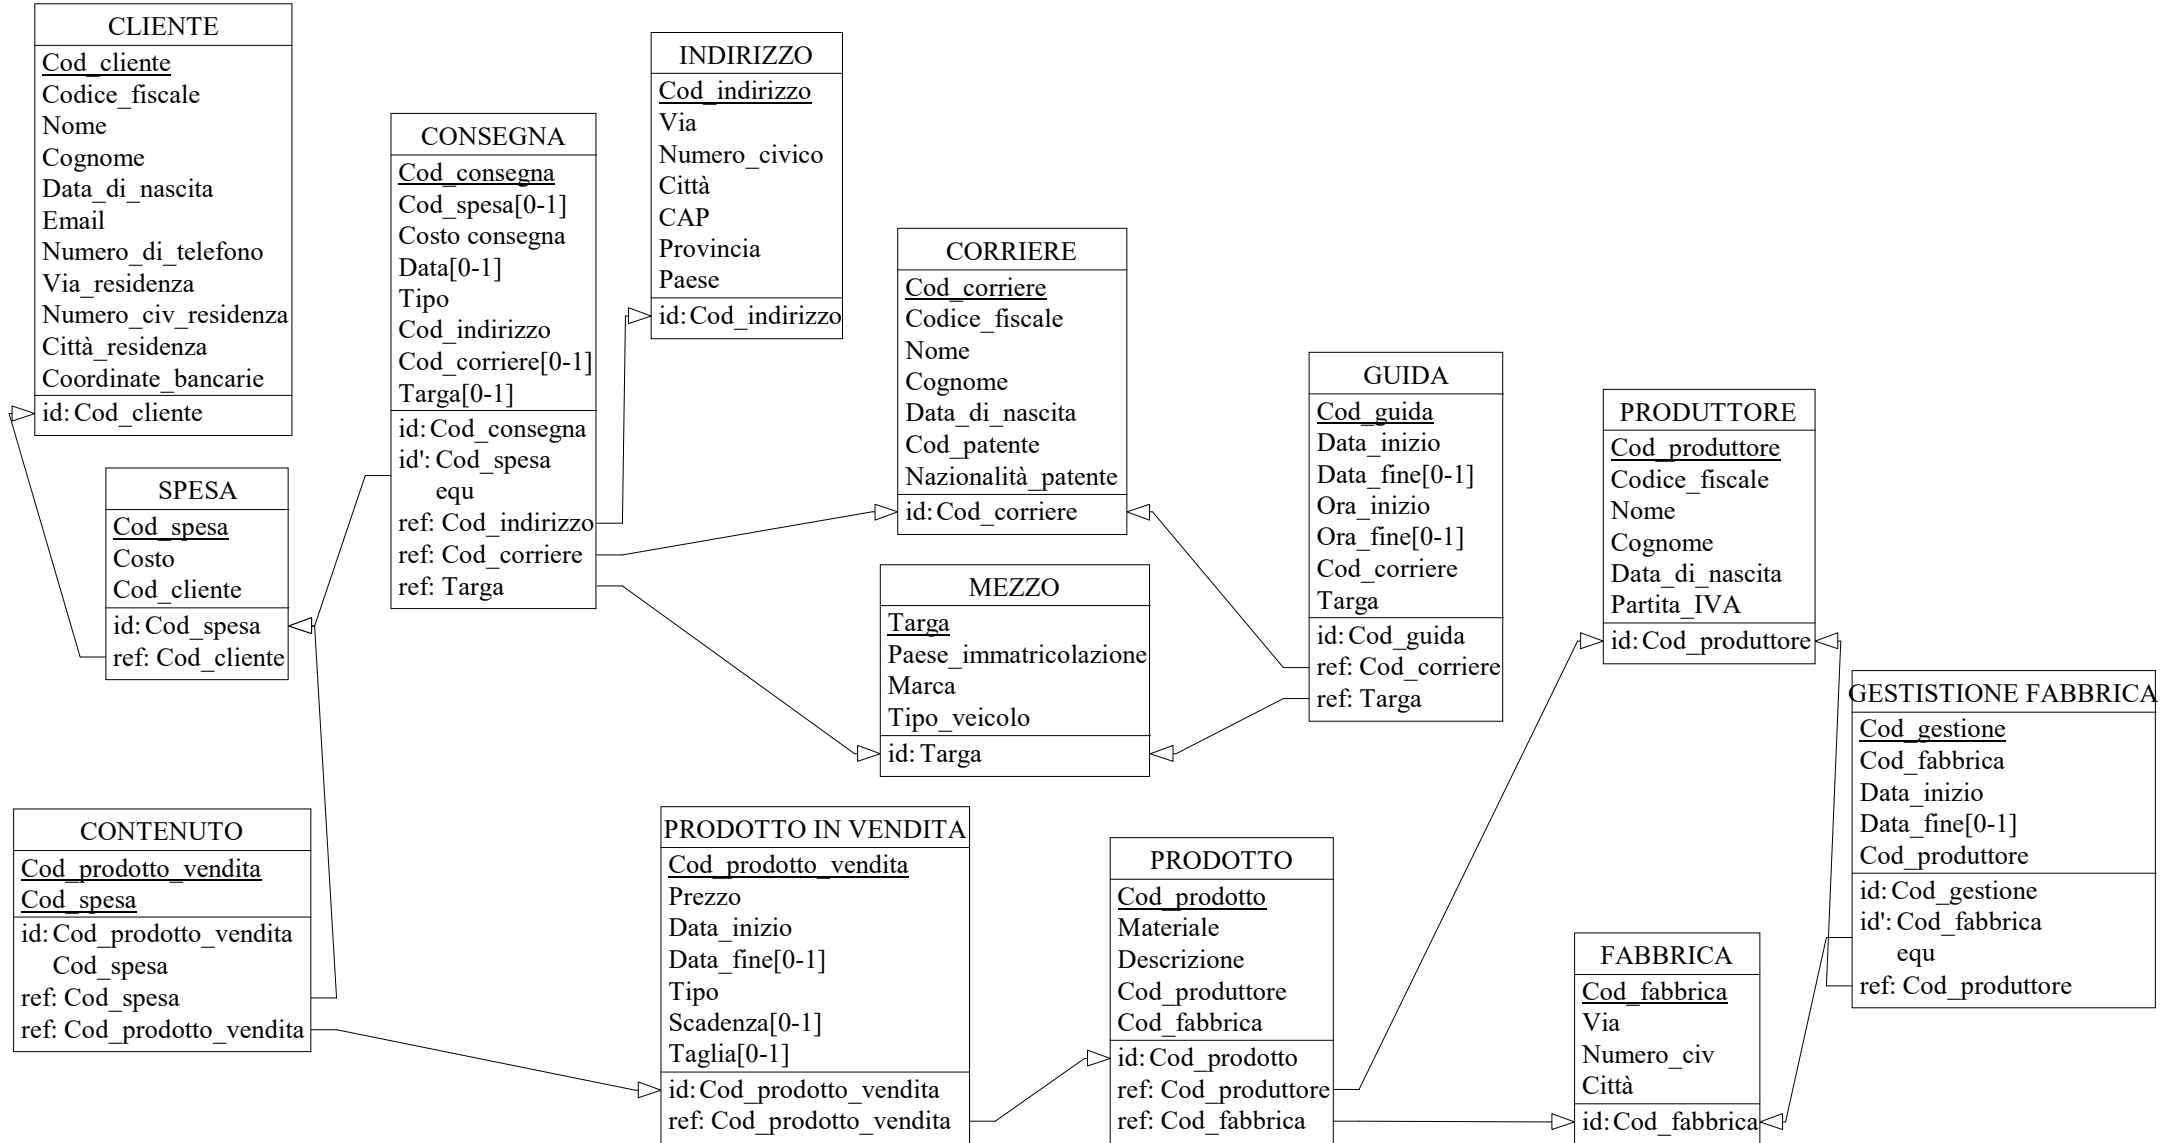 CLIENTE
Cod_cliente
Codice_fiscale
Nome
Cognome
Data_di_nascita
Email
Numero_di_telefono
Via_residenza
Numero_civ_residenza
Città_residenza
Coordinate_bancarie
id: Cod_cliente
SPESA
Cod_spesa
Costo
Cod_cliente
id: Cod_spesa
ref: Cod_cliente
CONTENUTO
Cod_prodotto_vendita
Cod_spesa
id: Cod_prodotto_vendita
Cod_spesa
ref: Cod_spesa
ref: Cod_prodotto_vendita
CONSEGNA
Cod_consegna
Cod_spesa[0-1]
Costo consegna
Data[0-1]
Tipo
Cod_indirizzo
Cod_corriere[0-1]
Targa[0-1]
id: Cod_consegna
id': Cod_spesa
equ
ref: Cod_indirizzo
ref: Cod_corriere
ref: Targa
INDIRIZZO
Cod_indirizzo
Via
Numero_civico
Città
CAP
Provincia
Paese
id: Cod_indirizzo
CORRIERE
Cod_corriere
Codice_fiscale
Nome
Cognome
Data_di_nascita
Cod_patente
Nazionalità_patente
id: Cod_corriere
MEZZO
Targa
Paese_immatricolazione
Marca
Tipo_veicolo
id: Targa
PRODOTTO IN VENDITA
Cod_prodotto_vendita
Prezzo
Data_inizio
Data_fine[0-1]
Tipo
Scadenza[0-1]
Taglia[0-1]
id: Cod_prodotto_vendita
ref: Cod_prodotto_vendita
GUIDA
Cod_guida
Data_inizio
Data_fine[0-1]
Ora_inizio
Ora_fine[0-1]
Cod_corriere
Targa
id: Cod_guida
ref: Cod_corriere
ref: Targa
PRODOTTO
Cod_prodotto
Materiale
Descrizione
Cod_produttore
Cod_fabbrica
id: Cod_prodotto
ref: Cod_produttore
ref: Cod_fabbrica
PRODUTTORE
Cod_produttore
Codice_fiscale
Nome
Cognome
Data_di_nascita
Partita_IVA
id: Cod_produttore
FABBRICA
Cod_fabbrica
Via
Numero_civ
Città
id: Cod_fabbrica
GESTISTIONE FABBRICA
Cod_gestione
Cod_fabbrica
Data_inizio
Data_fine[0-1]
Cod_produttore
id: Cod_gestione
id': Cod_fabbrica
equ
ref: Cod_produttore